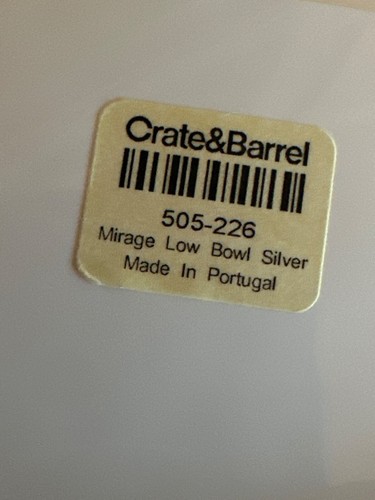 Crate&Barrel
505-226
Mirage Low Bowl Silver
Made In Portugal